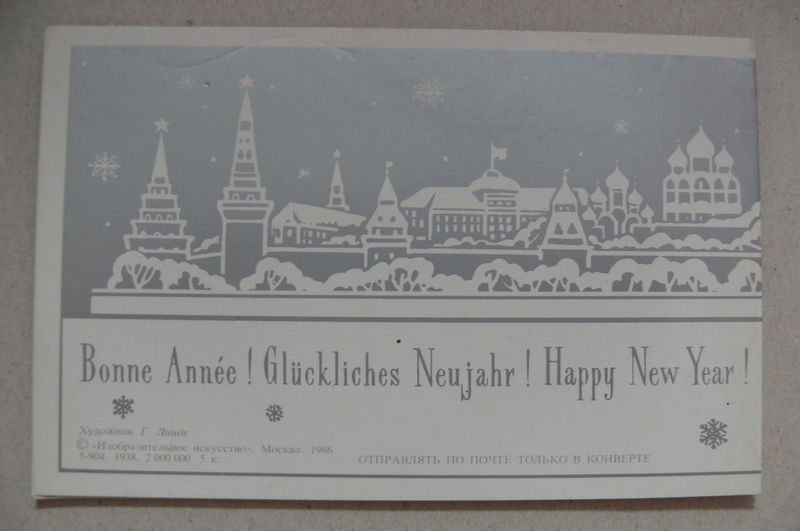 Bonne Année ! Glückliches Neujahr ! Happy New Year !
Художник Г. Линде
© «Изобразительное искусство». Москва. 1986
5-904. 1938. 2 000 000. 5 к.
ОТПРАВЛЯТЬ ПО ПОЧТЕ ТОЛЬКО В КОНВЕРТЕ